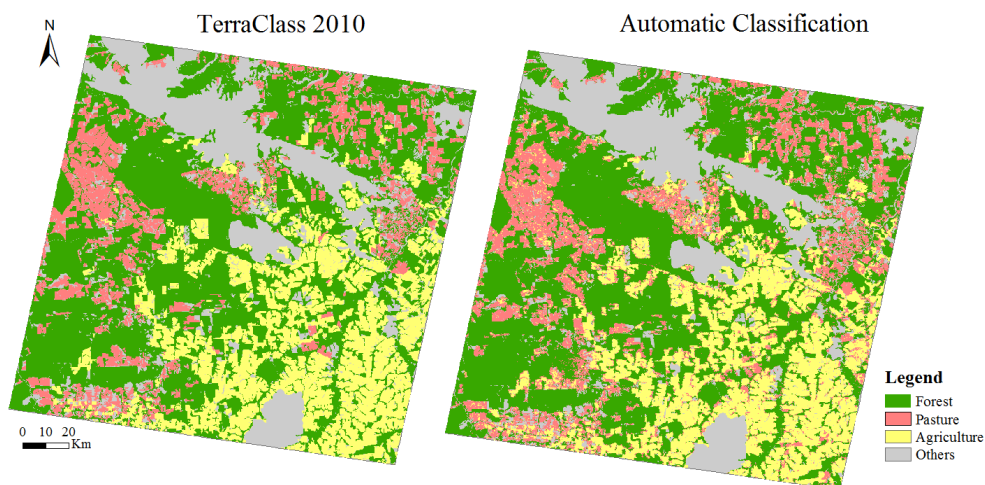 TerraClass 2010
Automatic Classification
N
Legend
Forest
Pasture
Agriculture
Others
0 10 20
Km